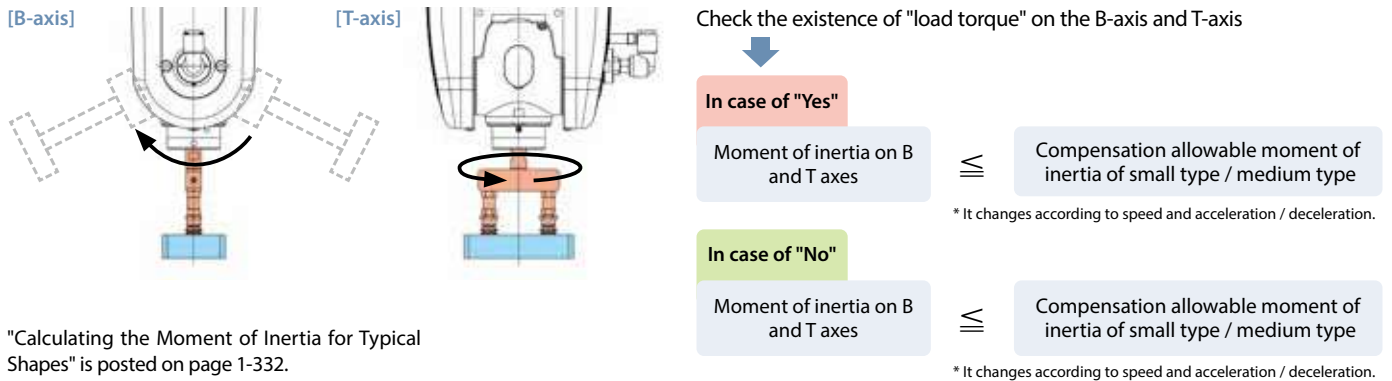 [B-axis]
[T-axis]
"Calculating the Moment of Inertia for Typical
Shapes" is posted on page 1-332.
Check the existence of "load torque" on the B-axis and T-axis
In case of "Yes"
Moment of inertia on B
and T axes
≦
Compensation allowable moment of
inertia of small type / medium type
* It changes according to speed and acceleration / deceleration.
In case of "No"
Moment of inertia on B
and T axes
≦
Compensation allowable moment of
inertia of small type / medium type
* It changes according to speed and acceleration / deceleration.